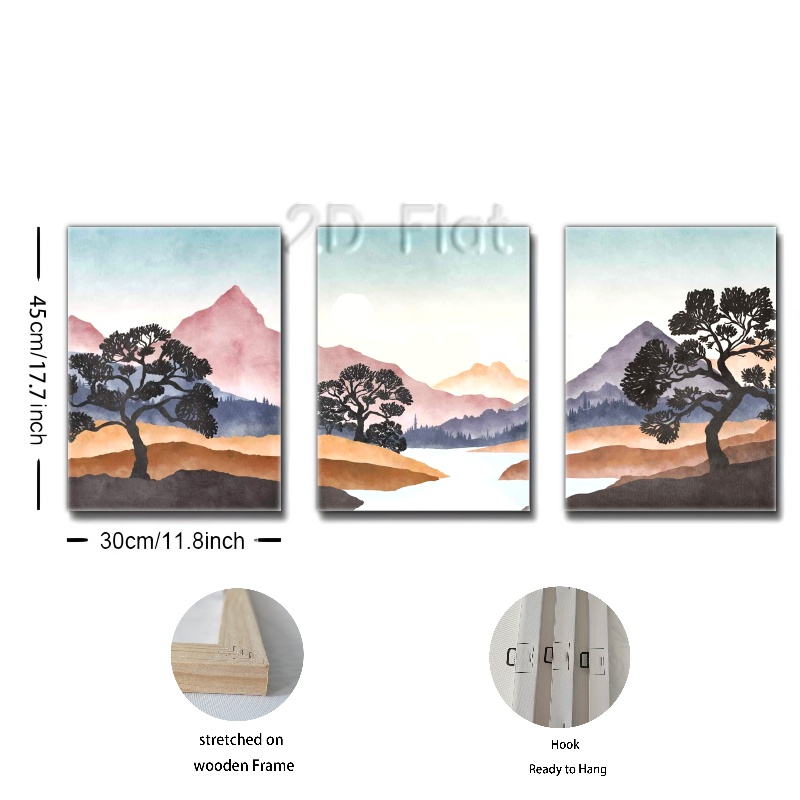 2D Flat
45cm/17.7inch
30cm/11.8inch
stretched on
wooden Frame
Hook
Ready to Hang